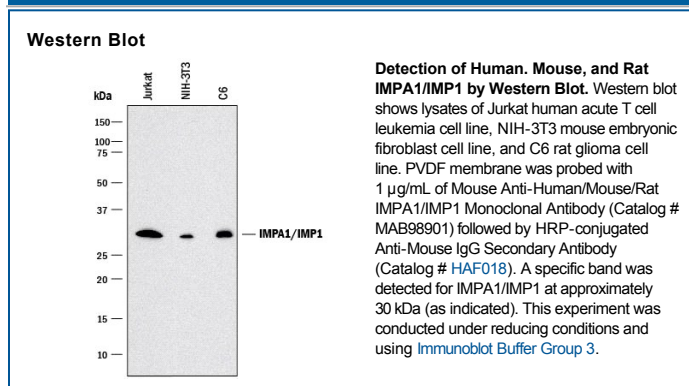 Western Blot
Jurkat
NIH-3T3
C6
kDa
150
100
75
50
37
25
20
15
10
IMPA1/IMP1
Detection of Human. Mouse, and Rat
IMPA1/IMP1 by Western Blot. Western blot
shows lysates of Jurkat human acute T cell
leukemia cell line, NIH-3T3 mouse embryonic
fibroblast cell line, and C6 rat glioma cell
line. PVDF membrane was probed with
1 µg/mL of Mouse Anti-Human/Mouse/Rat
IMPA1/IMP1 Monoclonal Antibody (Catalog #
MAB98901) followed by HRP-conjugated
Anti-Mouse IgG Secondary Antibody
(Catalog # HAF018). A specific band was
detected for IMPA1/IMP1 at approximately
30 kDa (as indicated). This experiment was
conducted under reducing conditions and
using Immunoblot Buffer Group 3.